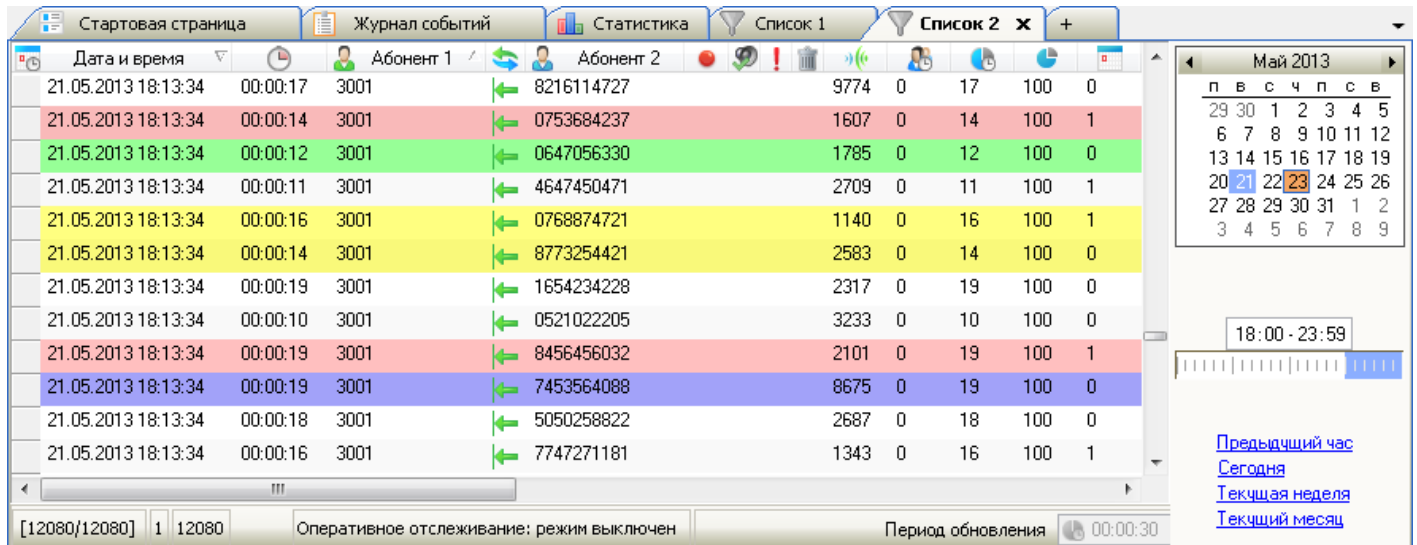 Стартовая страница Журнал событий Статистика Список 1 Список 2 x +
Дата и время Абонент 1 Абонент 2
21.05.2013 18:13:34 00:00:17 3001 8216114727 9774 0 17 100 0
21.05.2013 18:13:34 00:00:14 3001 0753684237 1607 0 14 100 1
21.05.2013 18:13:34 00:00:12 3001 0647056330 1785 0 12 100 0
21.05.2013 18:13:34 00:00:11 3001 4647450471 2709 0 11 100 1
21.05.2013 18:13:34 00:00:16 3001 0768874721 1140 0 16 100 1
21.05.2013 18:13:34 00:00:14 3001 8773254421 2583 0 14 100 0
21.05.2013 18:13:34 00:00:19 3001 1654234228 2317 0 19 100 0
21.05.2013 18:13:34 00:00:10 3001 0521022205 3233 0 10 100 0
21.05.2013 18:13:34 00:00:19 3001 8456456032 2101 0 19 100 1
21.05.2013 18:13:34 00:00:19 3001 7453564088 8675 0 19 100 0
21.05.2013 18:13:34 00:00:18 3001 5050258822 2687 0 18 100 0
21.05.2013 18:13:34 00:00:16 3001 7747271181 1343 0 16 100 1
[12080/12080] 1 12080 Оперативное отслеживание: режим выключен Период обновления 00:00:30
Май 2013
П В С Ч П С В
29 30 1 2 3 4 5
6 7 8 9 10 11 12
13 14 15 16 17 18 19
20 21 22 23 24 25 26
27 28 29 30 31 1 2
3 4 5 6 7 8 9
18:00 - 23:59
Предыдущий час
Сегодня
Текущая неделя
Текущий месяц